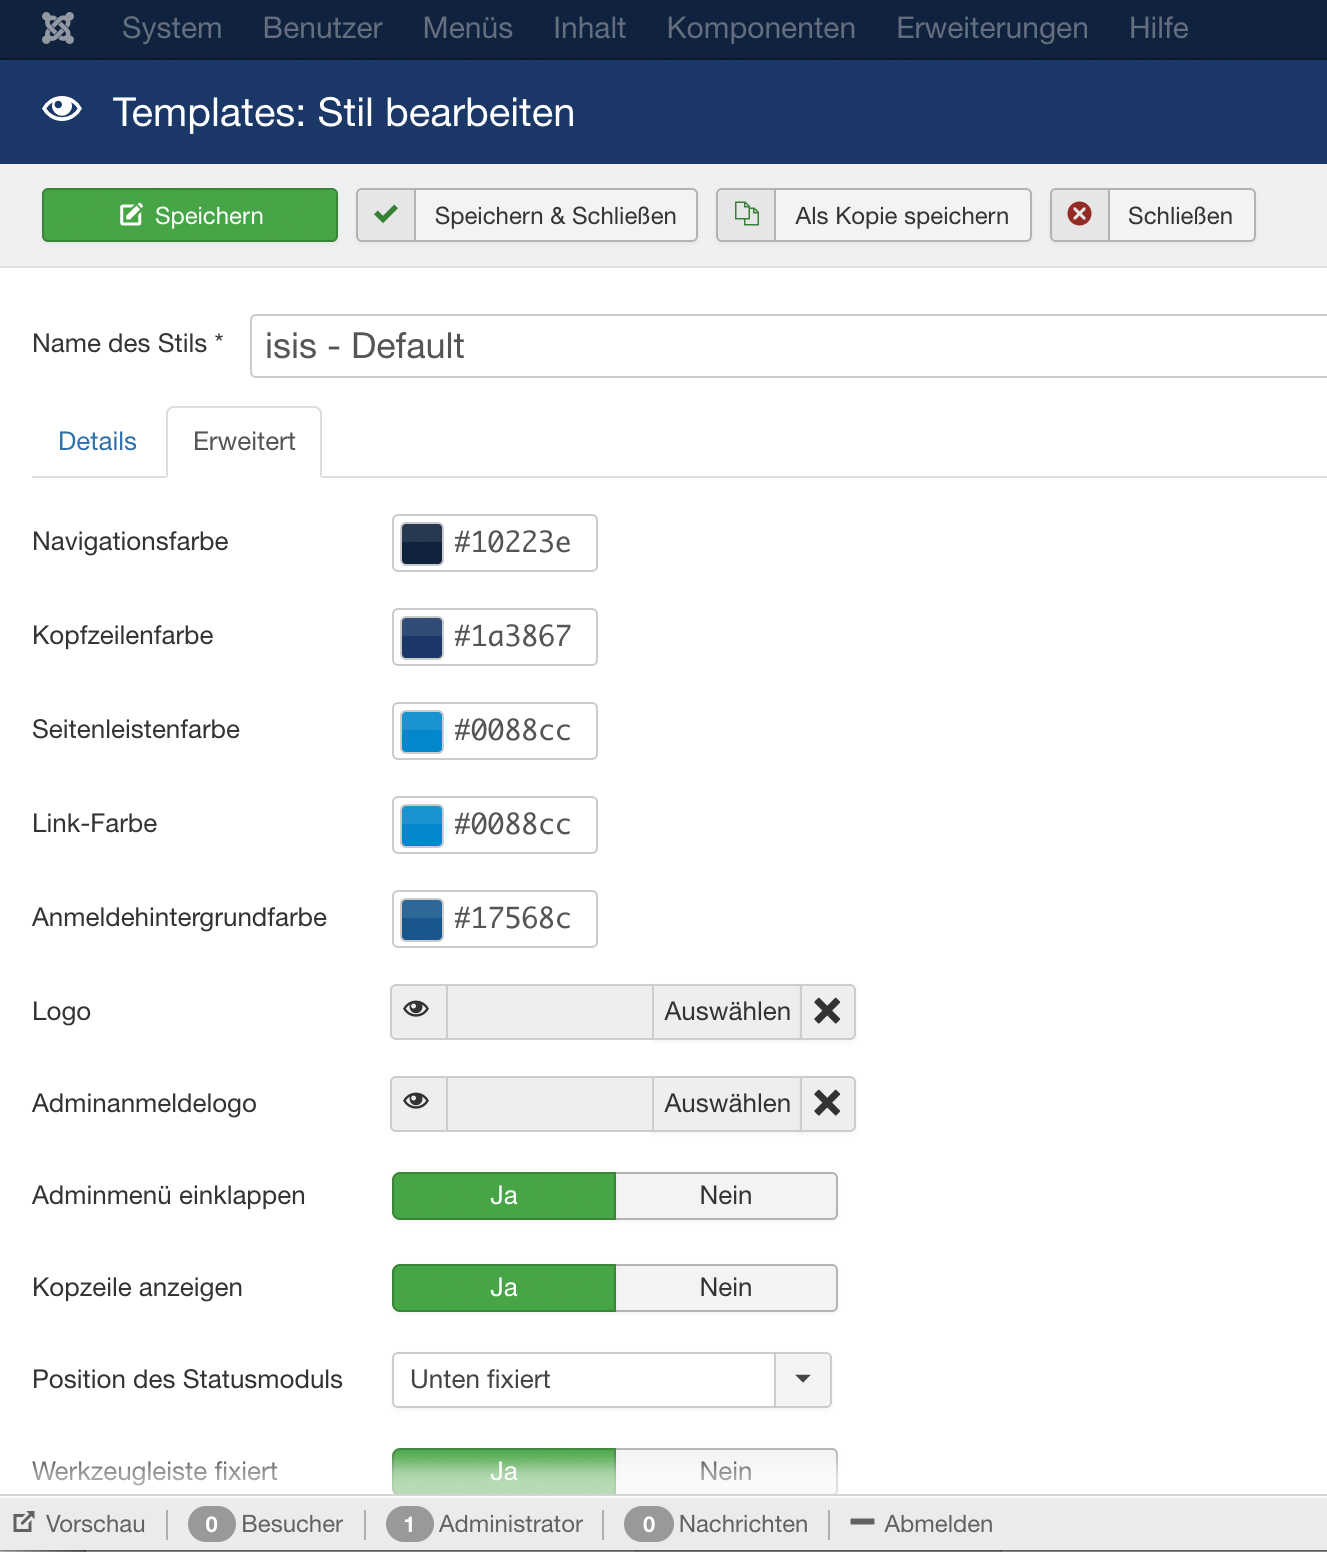 System Benutzer Menüs Inhalt Komponenten Erweiterungen Hilfe
Templates: Stil bearbeiten
Speichern Speichern & Schließen Als Kopie speichern Schließen
Name des Stils * isis - Default
Details Erweitert
Navigationsfarbe #10223e
Kopfzeilenfarbe #1a3867
Seitenleistenfarbe #0088cc
Link-Farbe #0088cc
Anmeldehintergrundfarbe #17568c
Logo Auswählen
Adminanmeldelogo Auswählen
Adminmenü einklappen Ja Nein
Kopzeile anzeigen Ja Nein
Position des Statusmoduls Unten fixiert
Werkzeugleiste fixiert Ja Nein
Vorschau 0 Besucher 1 Administrator 0 Nachrichten Abmelden